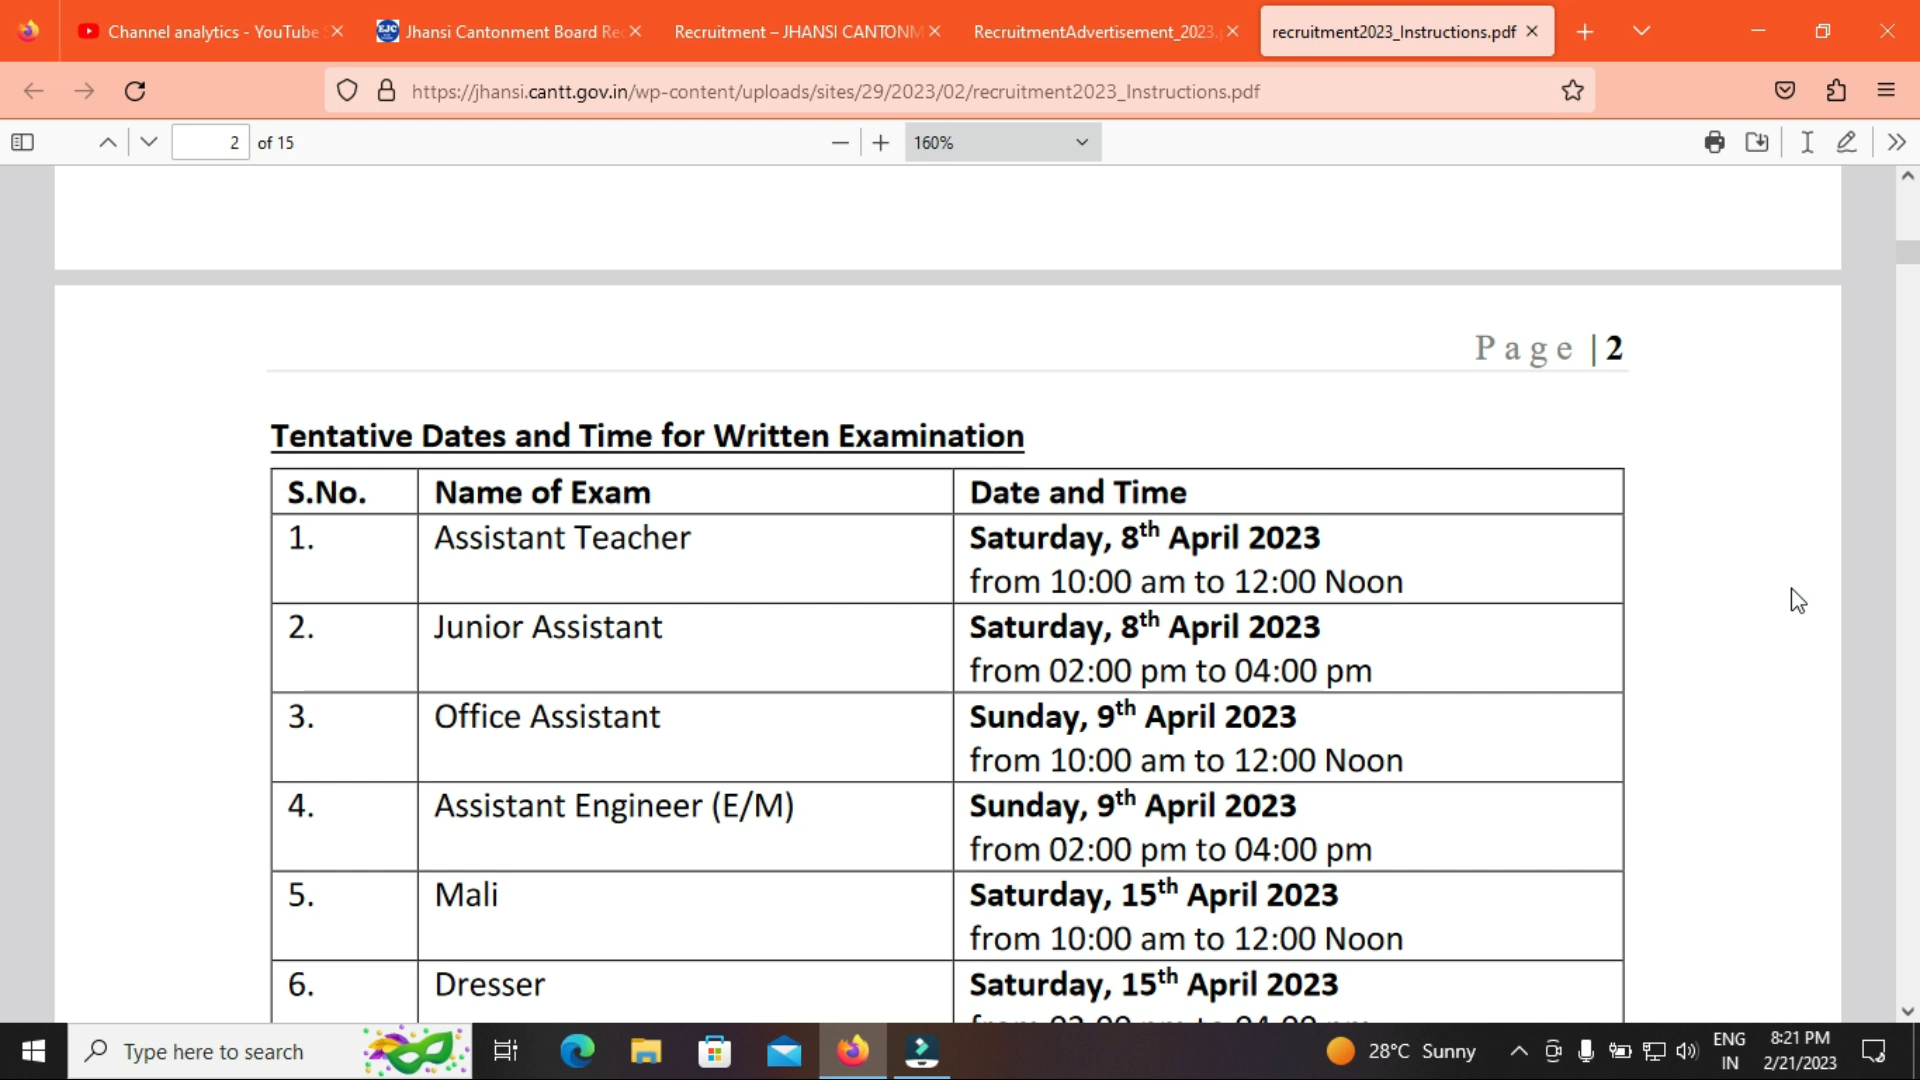 Channel analytics - YouTube
Jhansi Cantonment Board Rec
Recruitment – JHANSI CANTONM
RecruitmentAdvertisement_2023.
recruitment2023_Instructions.pdf
https://jhansi.cantt.gov.in/wp-content/uploads/sites/29/2023/02/recruitment2023_Instructions.pdf
2 of 15
160%
Page | 2
Tentative Dates and Time for Written Examination
S.No. Name of Exam Date and Time
1. Assistant Teacher Saturday, 8th April 2023
from 10:00 am to 12:00 Noon
2. Junior Assistant Saturday, 8th April 2023
from 02:00 pm to 04:00 pm
3. Office Assistant Sunday, 9th April 2023
from 10:00 am to 12:00 Noon
4. Assistant Engineer (E/M) Sunday, 9th April 2023
from 02:00 pm to 04:00 pm
5. Mali Saturday, 15th April 2023
from 10:00 am to 12:00 Noon
6. Dresser Saturday, 15th April 2023
Type here to search
28°C Sunny
ENG
IN
8:21 PM
2/21/2023